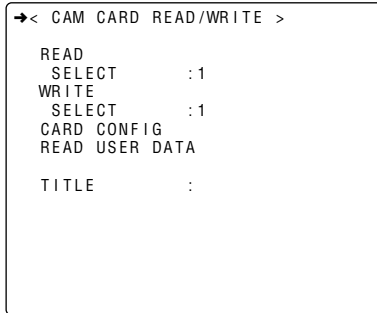 ➔< CAM CARD READ/WRITE >
READ
SELECT :1
WRITE
SELECT :1
CARD CONFIG
READ USER DATA
TITLE :